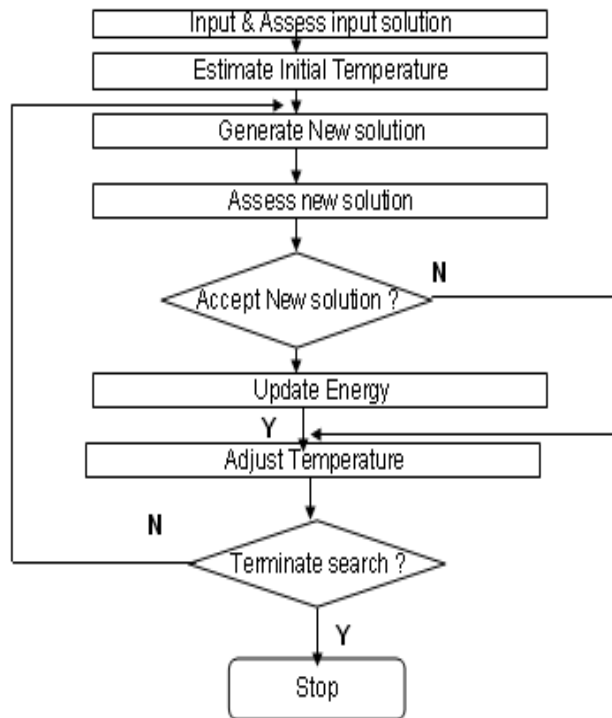 Input & Assess input solution
Estimate Initial Temperature
Generate New solution
Assess new solution
N
Accept New solution ?
Update Energy
Y
Adjust Temperature
N
Terminate search ?
Y
Stop